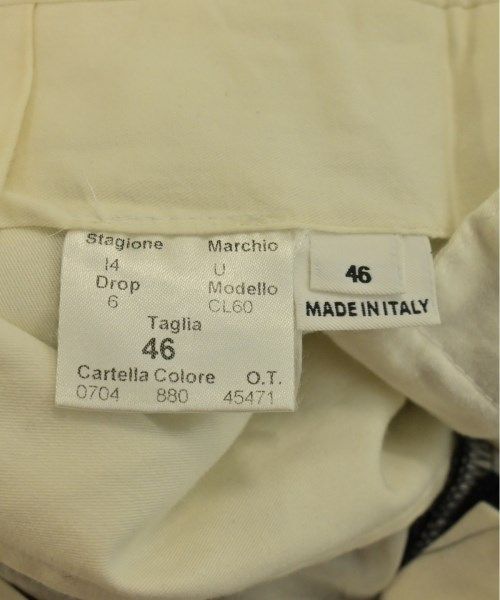 Stagione Marchio
I4 U
Drop Modello
6 CL60
Taglia
46
Cartella Colore O.T.
0704 880 45471
46
MADE IN ITALY